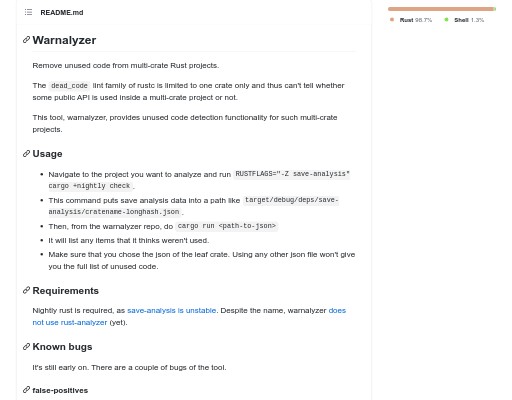 README.md
Rust 98.7% Shell 1.3%
Warnalyzer
Remove unused code from multi-crate Rust projects.
The dead_code lint family of rustc is limited to one crate only and thus can't tell whether
some public API is used inside a multi-crate project or not.
This tool, warnalyzer, provides unused code detection functionality for such multi-crate
projects.
Usage
• Navigate to the project you want to analyze and run RUSTFLAGS="-Z save-analysis"
cargo +nightly check .
• This command puts save analysis data into a path like target/debug/deps/save-
analysis/cratename-longhash.json .
• Then, from the warnalyzer repo, do cargo run <path-to-json>
• It will list any items that it thinks weren't used.
• Make sure that you chose the json of the leaf crate. Using any other json file won't give
you the full list of unused code.
Requirements
Nightly rust is required, as save-analysis is unstable. Despite the name, warnalyzer does
not use rust-analyzer (yet).
Known bugs
It's still early on. There are a couple of bugs of the tool.
false-positives